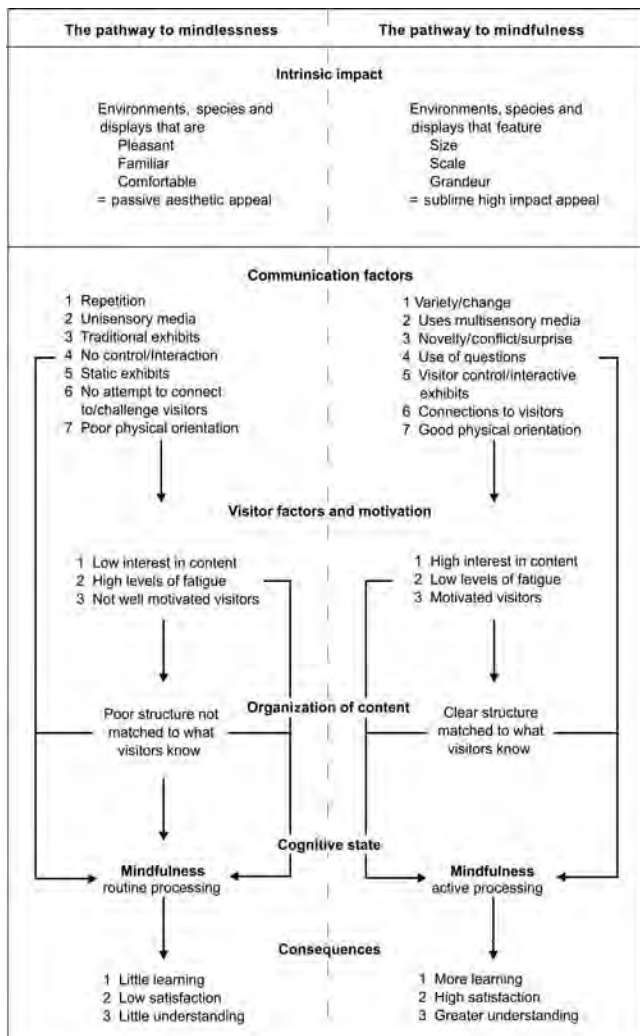 The pathway to mindlessness
The pathway to mindfulness
Intrinsic impact
Environments, species and
displays that are
Pleasant
Familiar
Comfortable
= passive aesthetic appeal
Environments, species and
displays that feature
Size
Scale
Grandeur
= sublime high impact appeal
Communication factors
1 Repetition
2 Unisensory media
3 Traditional exhibits
4 No control/Interaction
5 Static exhibits
6 No attempt to connect
to/challenge visitors
7 Poor physical orientation
1 Variety/change
2 Uses multisensory media
3 Novelty/conflict/surprise
4 Use of questions
5 Visitor control/interactive
exhibits
6 Connections to visitors
7 Good physical orientation
Visitor factors and motivation
1 Low interest in content
2 High levels of fatigue
3 Not well motivated visitors
1 High interest in content
2 Low levels of fatigue
3 Motivated visitors
Organization of content
Poor structure not
matched to what
visitors know
Clear structure
matched to what
visitors know
Cognitive state
Mindfulness
routine processing
Mindfulness
active processing
Consequences
1 Little learning
2 Low satisfaction
3 Little understanding
1 More learning
2 High satisfaction
3 Greater understanding